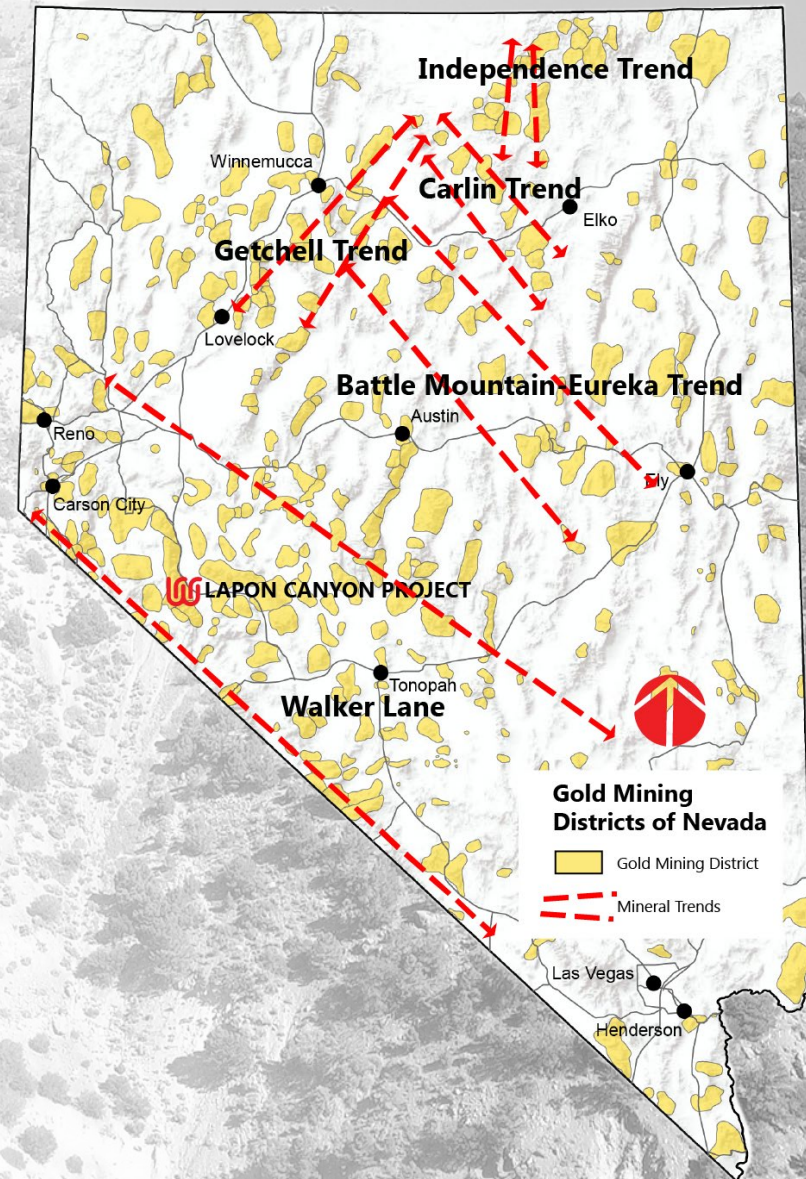 Independence Trend
Winnemucca
Carlin Trend
Elko
Getchell Trend
Lovelock
Battle Mountain-Eureka Trend
Austin
Reno
Ely
Carson City
LAPON CANYON PROJECT
Tonopah
Walker Lane
Gold Mining
Districts of Nevada
Gold Mining District
Mineral Trends
Las Vegas
Henderson